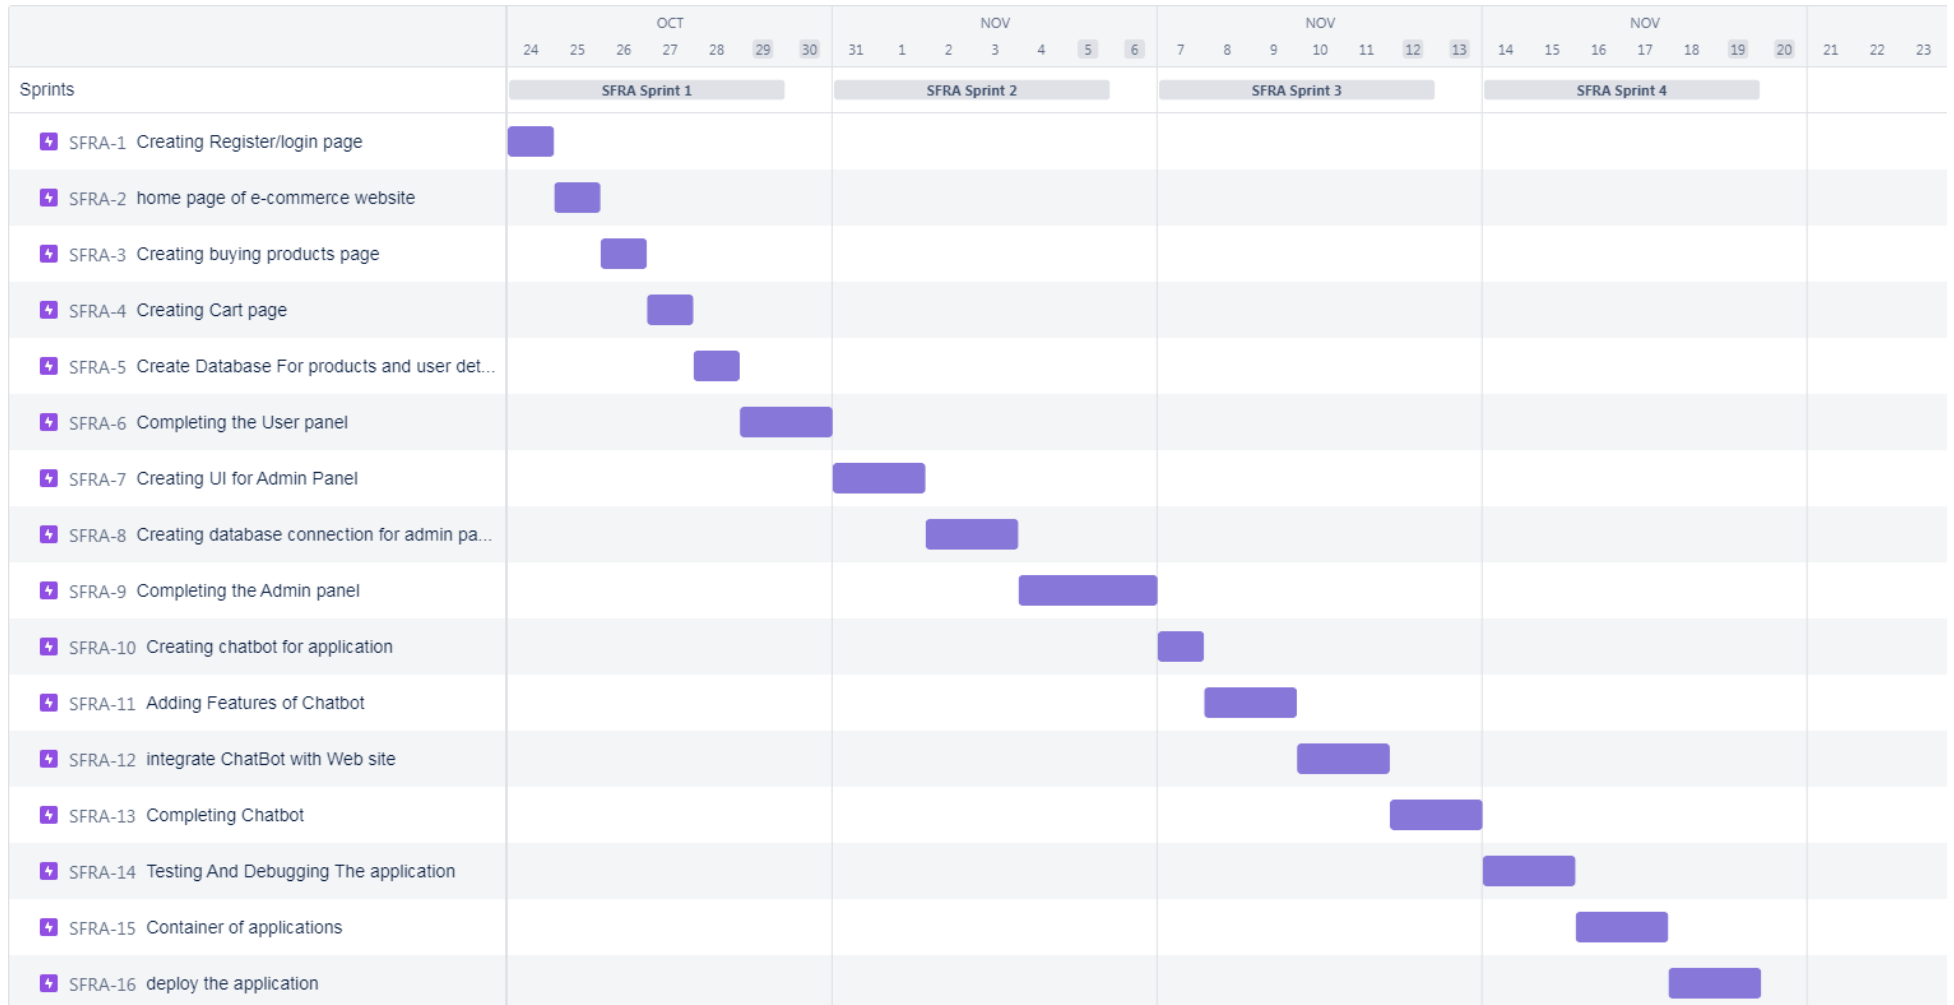 OCT NOV NOV NOV
24 25 26 27 28 29 30 31 1 2 3 4 5 6 7 8 9 10 11 12 13 14 15 16 17 18 19 20 21 22 23
Sprints SFRA Sprint 1 SFRA Sprint 2 SFRA Sprint 3 SFRA Sprint 4
SFRA-1 Creating Register/login page
SFRA-2 home page of e-commerce website
SFRA-3 Creating buying products page
SFRA-4 Creating Cart page
SFRA-5 Create Database For products and user det...
SFRA-6 Completing the User panel
SFRA-7 Creating UI for Admin Panel
SFRA-8 Creating database connection for admin pa...
SFRA-9 Completing the Admin panel
SFRA-10 Creating chatbot for application
SFRA-11 Adding Features of Chatbot
SFRA-12 integrate ChatBot with Web site
SFRA-13 Completing Chatbot
SFRA-14 Testing And Debugging The application
SFRA-15 Container of applications
SFRA-16 deploy the application